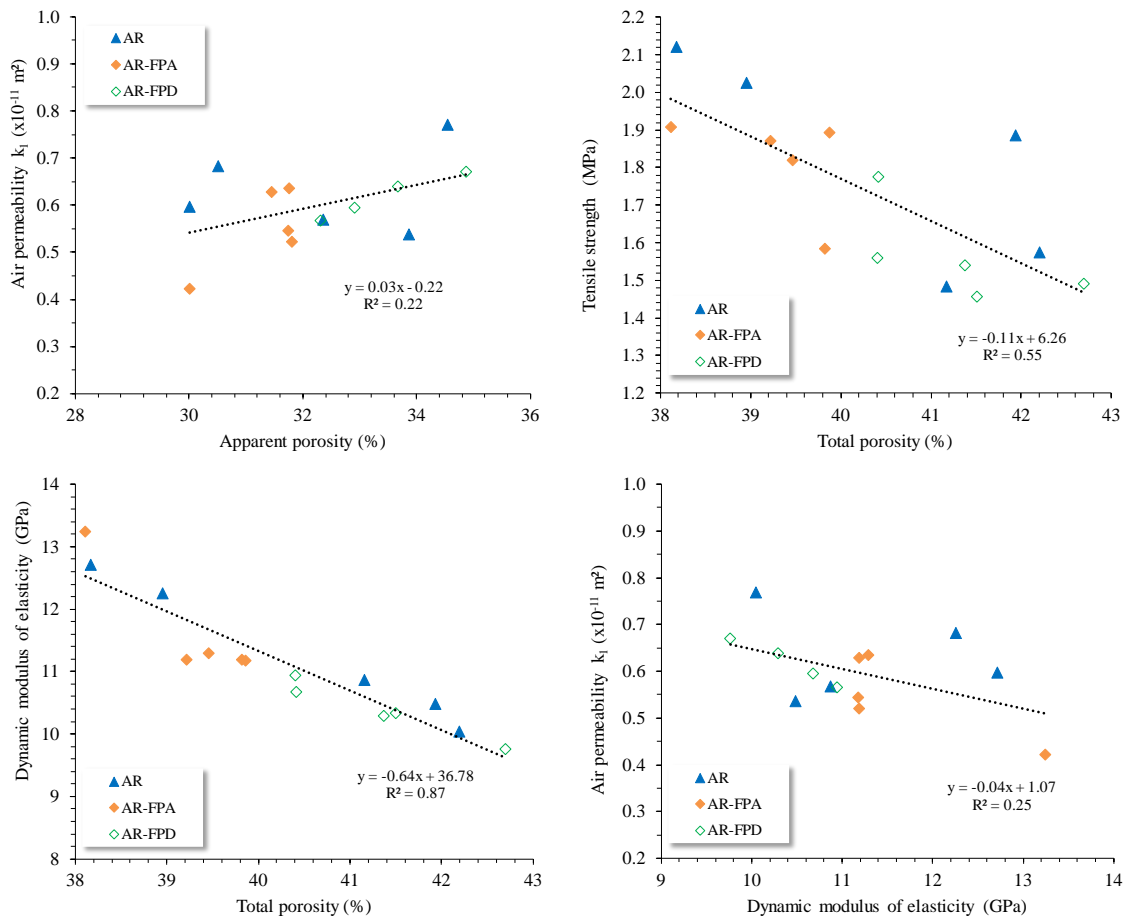 1.0
0.9
0.8
0.7
0.6
0.5
0.4
0.3
0.2
28
30
32
34
36
Air permeability k₁ (x10⁻¹¹ m²)
Apparent porosity (%)
AR
AR-FPA
AR-FPD
y = 0.03x - 0.22
R² = 0.22
2.2
2.1
2.0
1.9
1.8
1.7
1.6
1.5
1.4
1.3
1.2
38
39
40
41
42
43
Tensile strength (MPa)
Total porosity (%)
AR
AR-FPA
AR-FPD
y = -0.11x + 6.26
R² = 0.55
14
13
12
11
10
9
8
38
39
40
41
42
43
Dynamic modulus of elasticity (GPa)
Total porosity (%)
AR
AR-FPA
AR-FPD
y = -0.64x + 36.78
R² = 0.87
1.0
0.9
0.8
0.7
0.6
0.5
0.4
0.3
0.2
9
10
11
12
13
14
Air permeability k₁ (x10⁻¹¹ m²)
Dynamic modulus of elasticity (GPa)
AR
AR-FPA
AR-FPD
y = -0.04x + 1.07
R² = 0.25